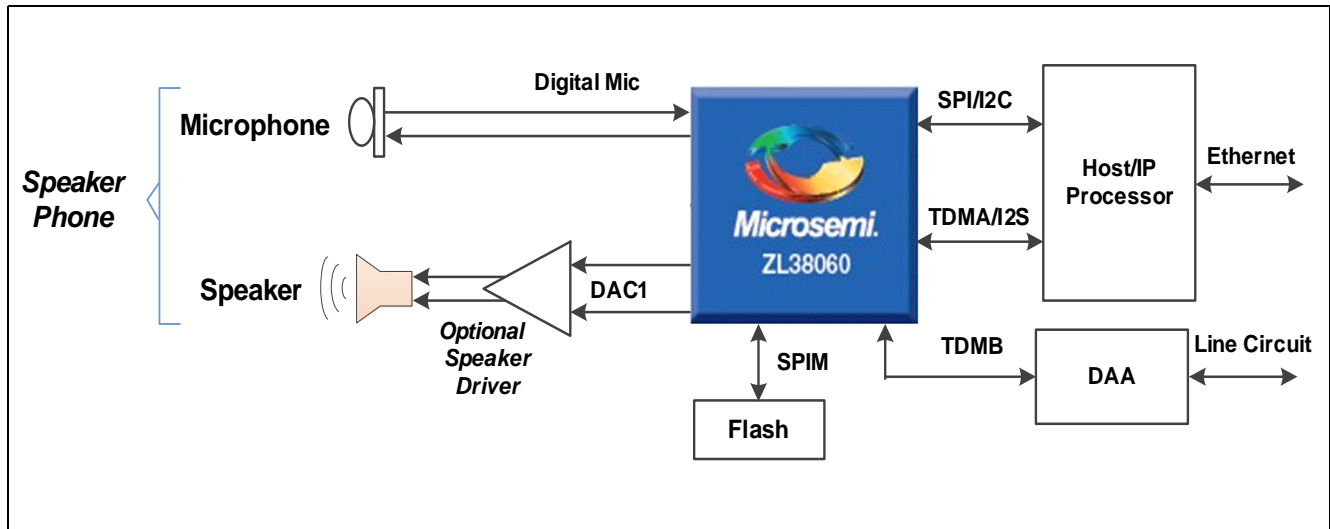 Digital Mic
Microphone
Speaker
Phone
Speaker
DAC1
Optional
Speaker
Driver
Microsemi.
ZL38060
SPI/I2C
TDMA/I2S
Host/IP
Processor
Ethernet
SPIM
Flash
TDMB
DAA
Line Circuit